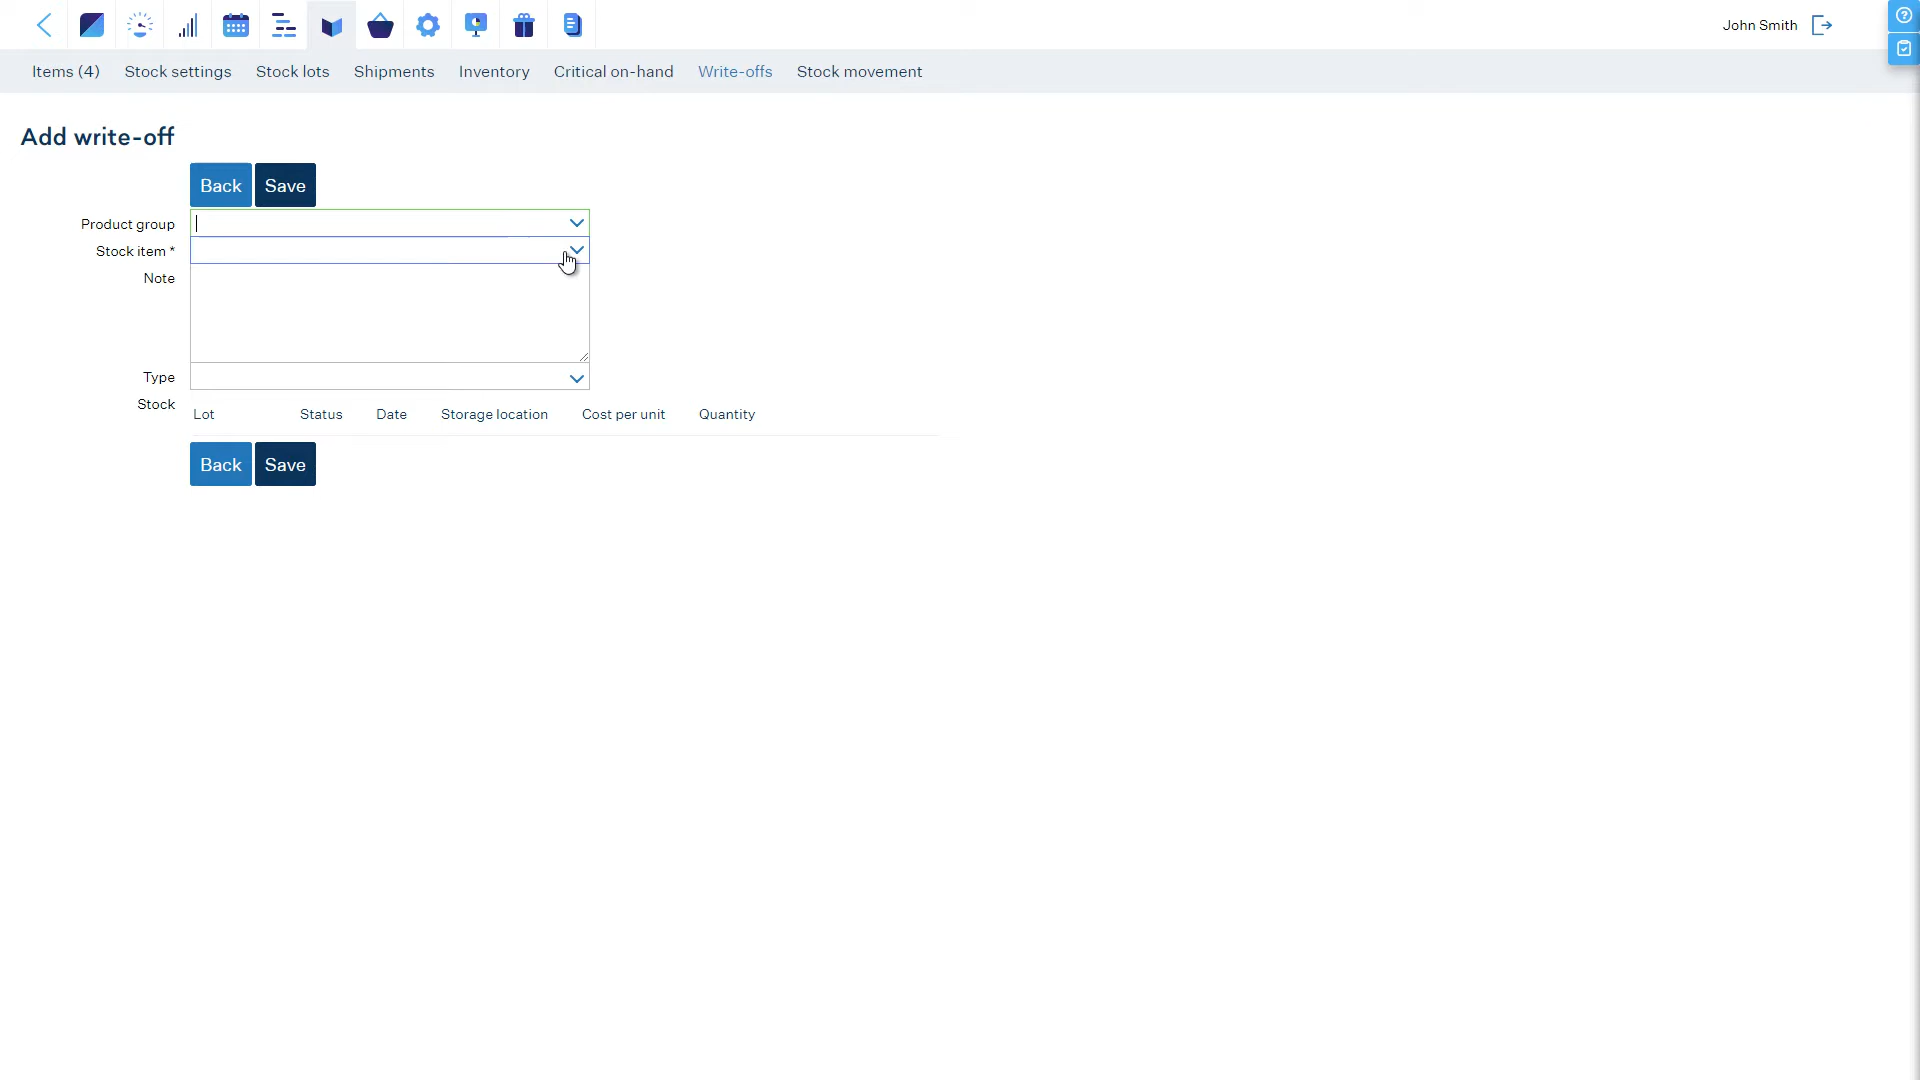 John Smith
Items (4) Stock settings Stock lots Shipments Inventory Critical on-hand Write-offs Stock movement
Add write-off
Back Save
Product group
Stock item *
Note
Type
Stock
Lot Status Date Storage location Cost per unit Quantity
Back Save